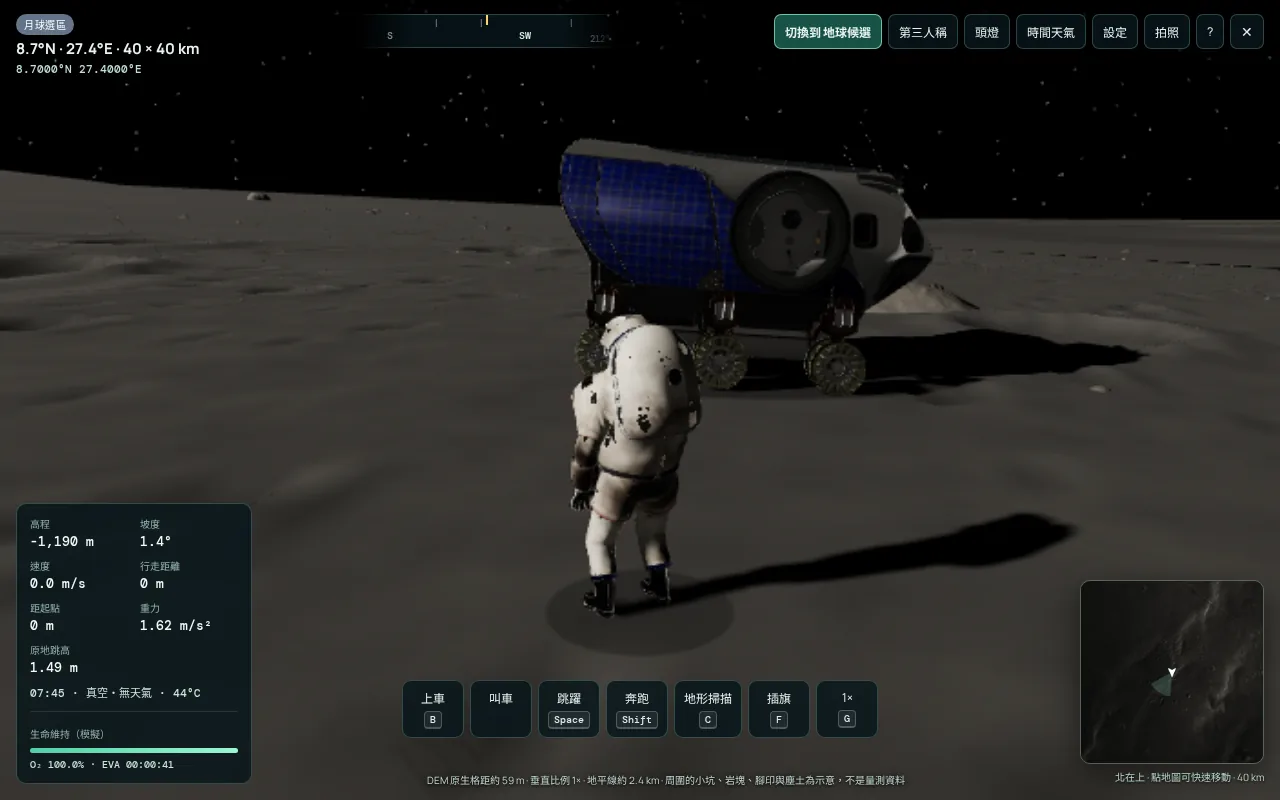 月球選區
8.7°N · 27.4°E · 40 × 40 km
8.7000°N 27.4000°E
S
SW
212°
切換到 地球候選
第三人稱
頭燈
時間天氣
設定
拍照
?
✕
高程
坡度
-1,190 m
1.4°
速度
行走距離
0.0 m/s
0 m
距起點
重力
0 m
1.62 m/s²
原地跳高
1.49 m
07:45 · 真空・無天氣 · 44°C
生命維持（模擬）
O₂ 100.0% · EVA 00:00:41
上車
B
叫車
跳躍
Space
奔跑
Shift
地形掃描
C
插旗
F
1×
G
DEM 原生格距約 59 m · 垂直比例 1× · 地平線約 2.4 km · 周圍的小坑、岩塊、腳印與塵土為示意，不是量測資料
北在上 · 點地圖可快速移動 · 40 km